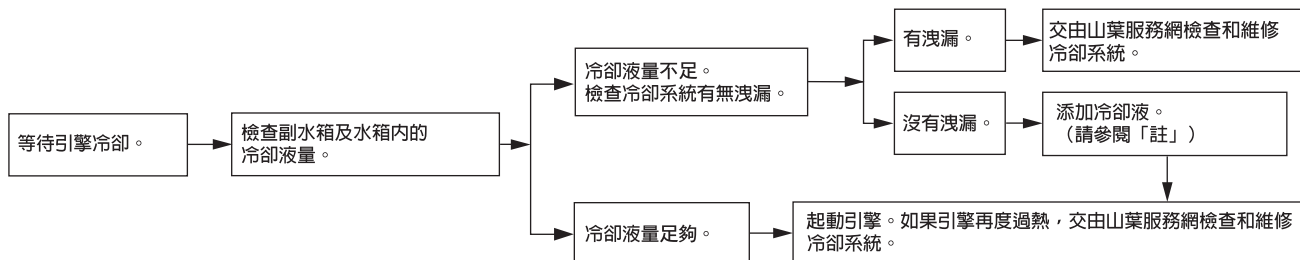 等待引擎冷卻。
檢查副水箱及水箱内的
冷卻液量。
冷卻液量不足。
檢查冷卻系統有無洩漏。
有洩漏。
交由山葉服務網檢查和維修
冷卻系統。
沒有洩漏。
添加冷卻液。
（請參閱「註」）
冷卻液量足夠。
起動引擎。如果引擎再度過熱，交由山葉服務網檢查和維修
冷卻系統。